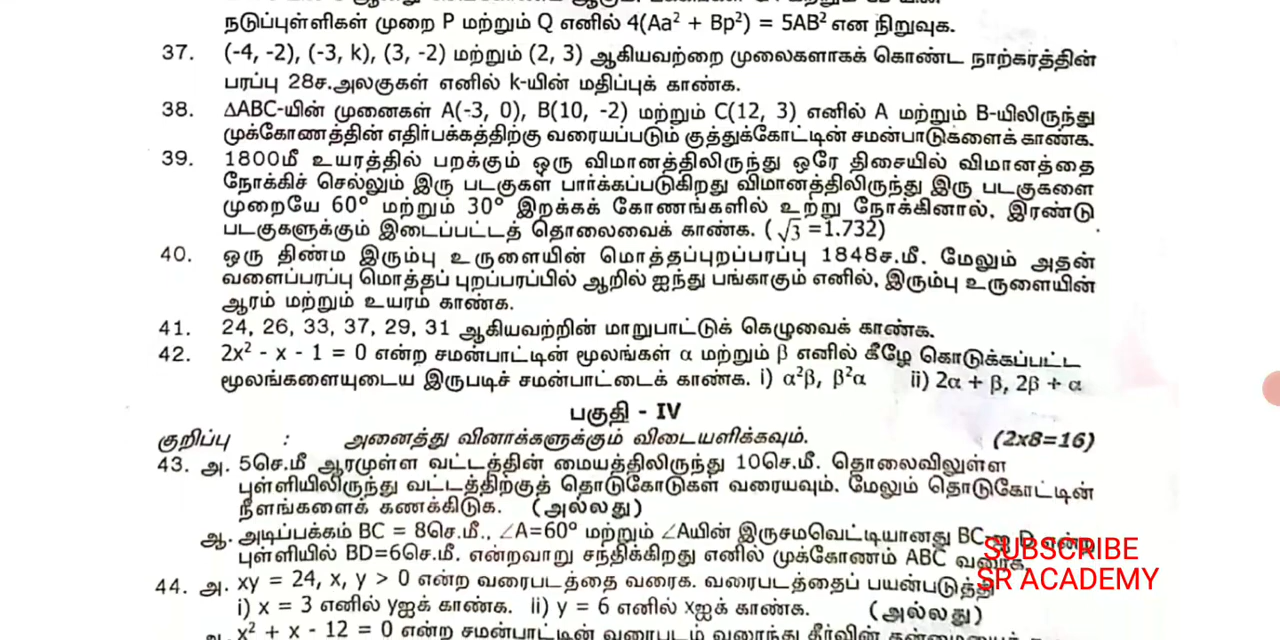 நடுப்புள்ளிகள் முறை P மற்றும் Q எனில் 4(Aa² + Bp²) = 5AB² என நிறுவுக.
37. (-4, -2), (-3, k), (3, -2) மற்றும் (2, 3) ஆகியவற்றை முலைகளாகக் கொண்ட நாற்கரத்தின்
பரப்பு 28ச.அலகுகள் எனில் k-யின் மதிப்புக் காண்க.
38. ΔABC-யின் முனைகள் A(-3, 0), B(10, -2) மற்றும் C(12, 3) எனில் A மற்றும் B-யிலிருந்து
முக்கோணத்தின் எதிர்பக்கத்திற்கு வரையப்படும் குத்துக்கோட்டின் சமன்பாடுகளைக் காண்க.
39. 1800மீ உயரத்தில் பறக்கும் ஒரு விமானத்திலிருந்து ஒரே திசையில் விமானத்தை
நோக்கிச் செல்லும் இரு படகுகள் பார்க்கப்படுகிறது விமானத்திலிருந்து இரு படகுகளை
முறையே 60° மற்றும் 30° இறக்கக் கோணங்களில் உற்று நோக்கினால், இரண்டு
படகுகளுக்கும் இடைப்பட்டத் தொலைவைக் காண்க. (√3 =1.732)
40. ஒரு திண்ம இரும்பு உருளையின் மொத்தப்புறப்பரப்பு 1848ச.மீ. மேலும் அதன்
வளைப்பரப்பு மொத்தப் புறப்பரப்பில் ஆறில் ஐந்து பங்காகும் எனில், இரும்பு உருளையின்
ஆரம் மற்றும் உயரம் காண்க.
41. 24, 26, 33, 37, 29, 31 ஆகியவற்றின் மாறுபாட்டுக் கெழுவைக் காண்க.
42. 2x² - x - 1 = 0 என்ற சமன்பாட்டின் மூலங்கள் α மற்றும் β எனில் கீழே கொடுக்கப்பட்ட
மூலங்களையுடைய இருபடிச் சமன்பாட்டைக் காண்க. i) α²β, β²α ii) 2α + β, 2β + α
பகுதி - IV
குறிப்பு : அனைத்து வினாக்களுக்கும் விடையளிக்கவும். (2x8=16)
43. அ. 5செ.மீ ஆரமுள்ள வட்டத்தின் மையத்திலிருந்து 10செ.மீ. தொலைவிலுள்ள
புள்ளியிலிருந்து வட்டத்திற்குத் தொடுகோடுகள் வரையவும். மேலும் தொடுகோட்டின்
நீளங்களைக் கணக்கிடுக. (அல்லது)
ஆ. அடிப்பக்கம் BC = 8செ.மீ., ∠A=60° மற்றும் ∠Aயின் இருசமவெட்டியானது BC-ஐ D என்ற
புள்ளியில் BD=6செ.மீ. என்றவாறு சந்திக்கிறது எனில் முக்கோணம் ABC வரைக.
SUBSCRIBE
SR ACADEMY
44. அ. xy = 24, x, y > 0 என்ற வரைபடத்தை வரைக. வரைபடத்தைப் பயன்படுத்தி
i) x = 3 எனில் yஐக் காண்க. ii) y = 6 எனில் xஐக் காண்க. (அல்லது)
ஆ. x² + x - 12 = 0 என்ற சமன்பாட்டின் வரைபடம் வரைந்து தீர்வின் தன்மையைக்